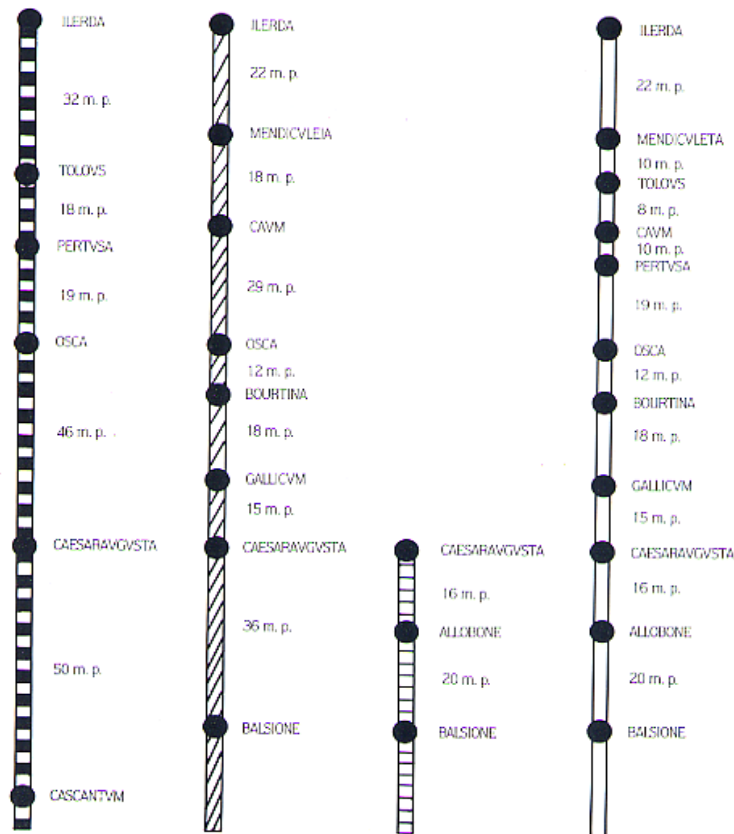 ILERDA
32 m. p.
TOLOVS
18 m. p.
PERTVSA
19 m. p.
OSCA
46 m. p.
CAESARAVGVSTA
50 m. p.
CASCANTVM
ILERDA
22 m. p.
MENDICVLEIA
18 m. p.
CAVM
29 m. p.
OSCA
12 m. p.
BOURTINA
18 m. p.
GALLICVM
15 m. p.
CAESARAVGVSTA
36 m. p.
BALSIONE
CAESARAVGVSTA
16 m. p.
ALLOBONE
20 m. p.
BALSIONE
ILERDA
22 m. p.
MENDICVLETA
10 m. p.
TOLOVS
8 m. p.
CAVM
10 m. p.
PERTVSA
19 m. p.
OSCA
12 m. p.
BOURTINA
18 m. p.
GALLICVM
15 m. p.
CAESARAVGVSTA
16 m. p.
ALLOBONE
20 m. p.
BALSIONE